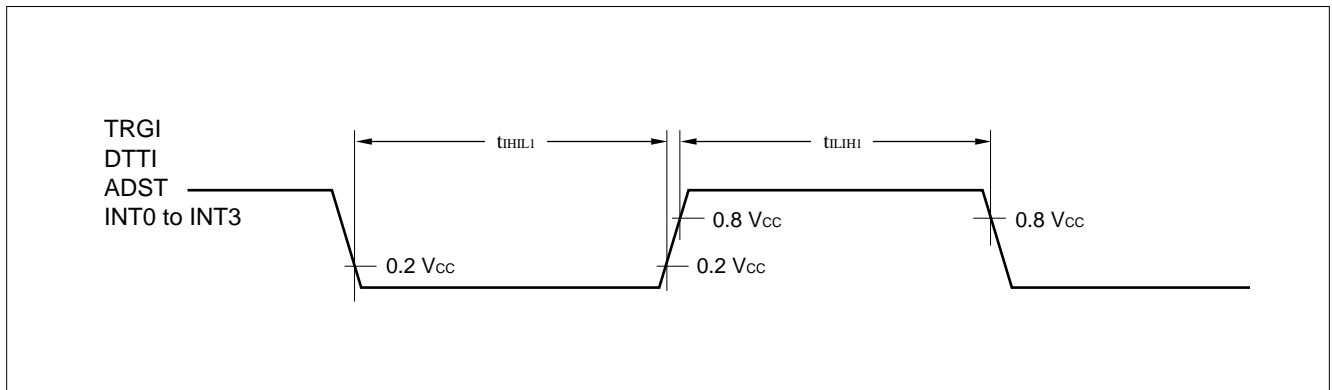 TRGI
DTTI
ADST
INT0 to INT3
tIHIL1
tILIH1
0.8 VCC
0.8 VCC
0.2 VCC
0.2 VCC